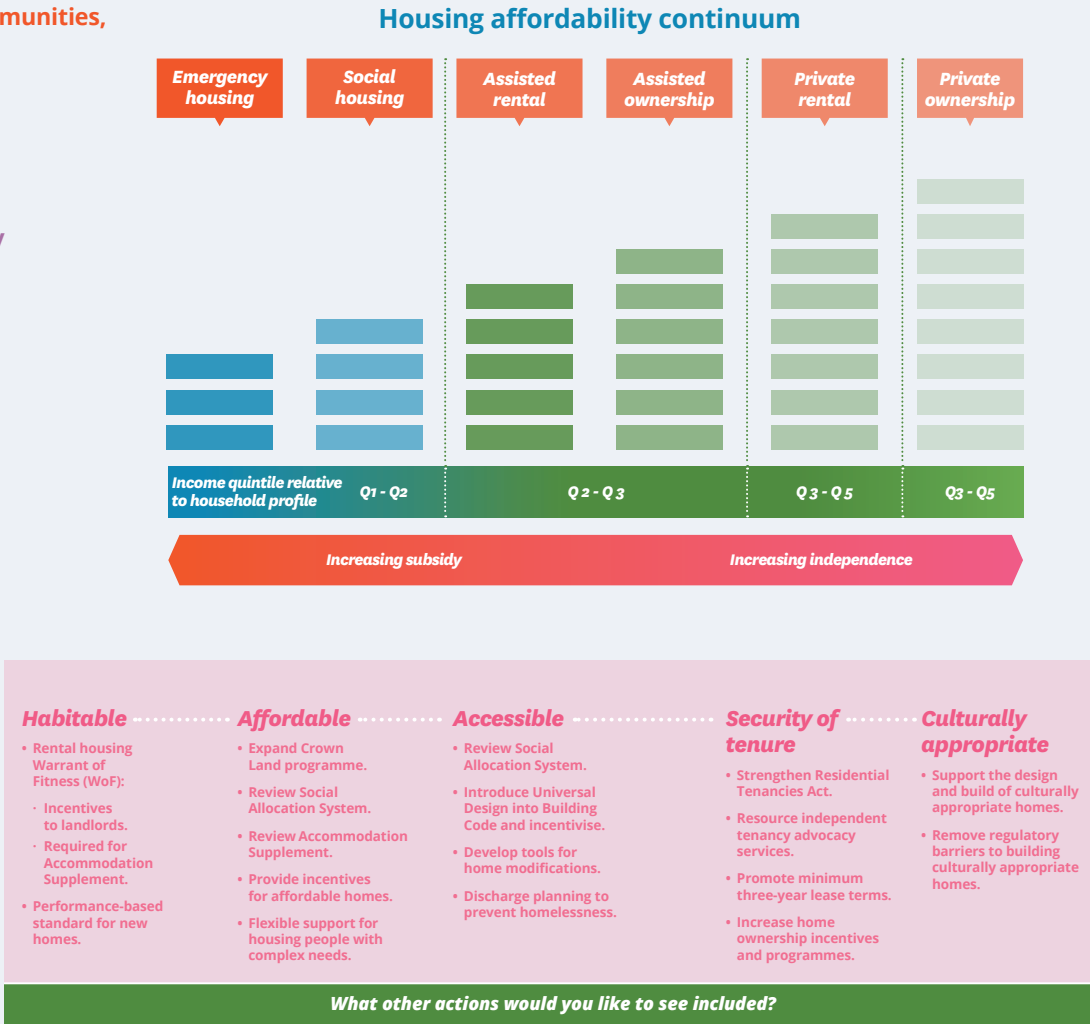 munities,
Housing affordability continuum
Emergency
housing
Social
housing
Assisted
rental
Assisted
ownership
Private
rental
Private
ownership
y
Income quintile relative
to household profile
Q1 - Q2
Q 2 - Q 3
Q 3 - Q 5
Q3 - Q5
Increasing subsidy
Increasing independence
Habitable
• Rental housing
Warrant of
Fitness (WoF):
· Incentives
to landlords.
· Required for
Accommodation
Supplement.
• Performance-based
standard for new
homes.
Affordable
• Expand Crown
Land programme.
• Review Social
Allocation System.
• Review Accommodation
Supplement.
• Provide incentives
for affordable homes.
• Flexible support for
housing people with
complex needs.
Accessible
• Review Social
Allocation System.
• Introduce Universal
Design into Building
Code and incentivise.
• Develop tools for
home modifications.
• Discharge planning to
prevent homelessness.
Security of
tenure
• Strengthen Residential
Tenancies Act.
• Resource independent
tenancy advocacy
services.
• Promote minimum
three-year lease terms.
• Increase home
ownership incentives
and programmes.
Culturally
appropriate
• Support the design
and build of culturally
appropriate homes.
• Remove regulatory
barriers to building
culturally appropriate
homes.
What other actions would you like to see included?